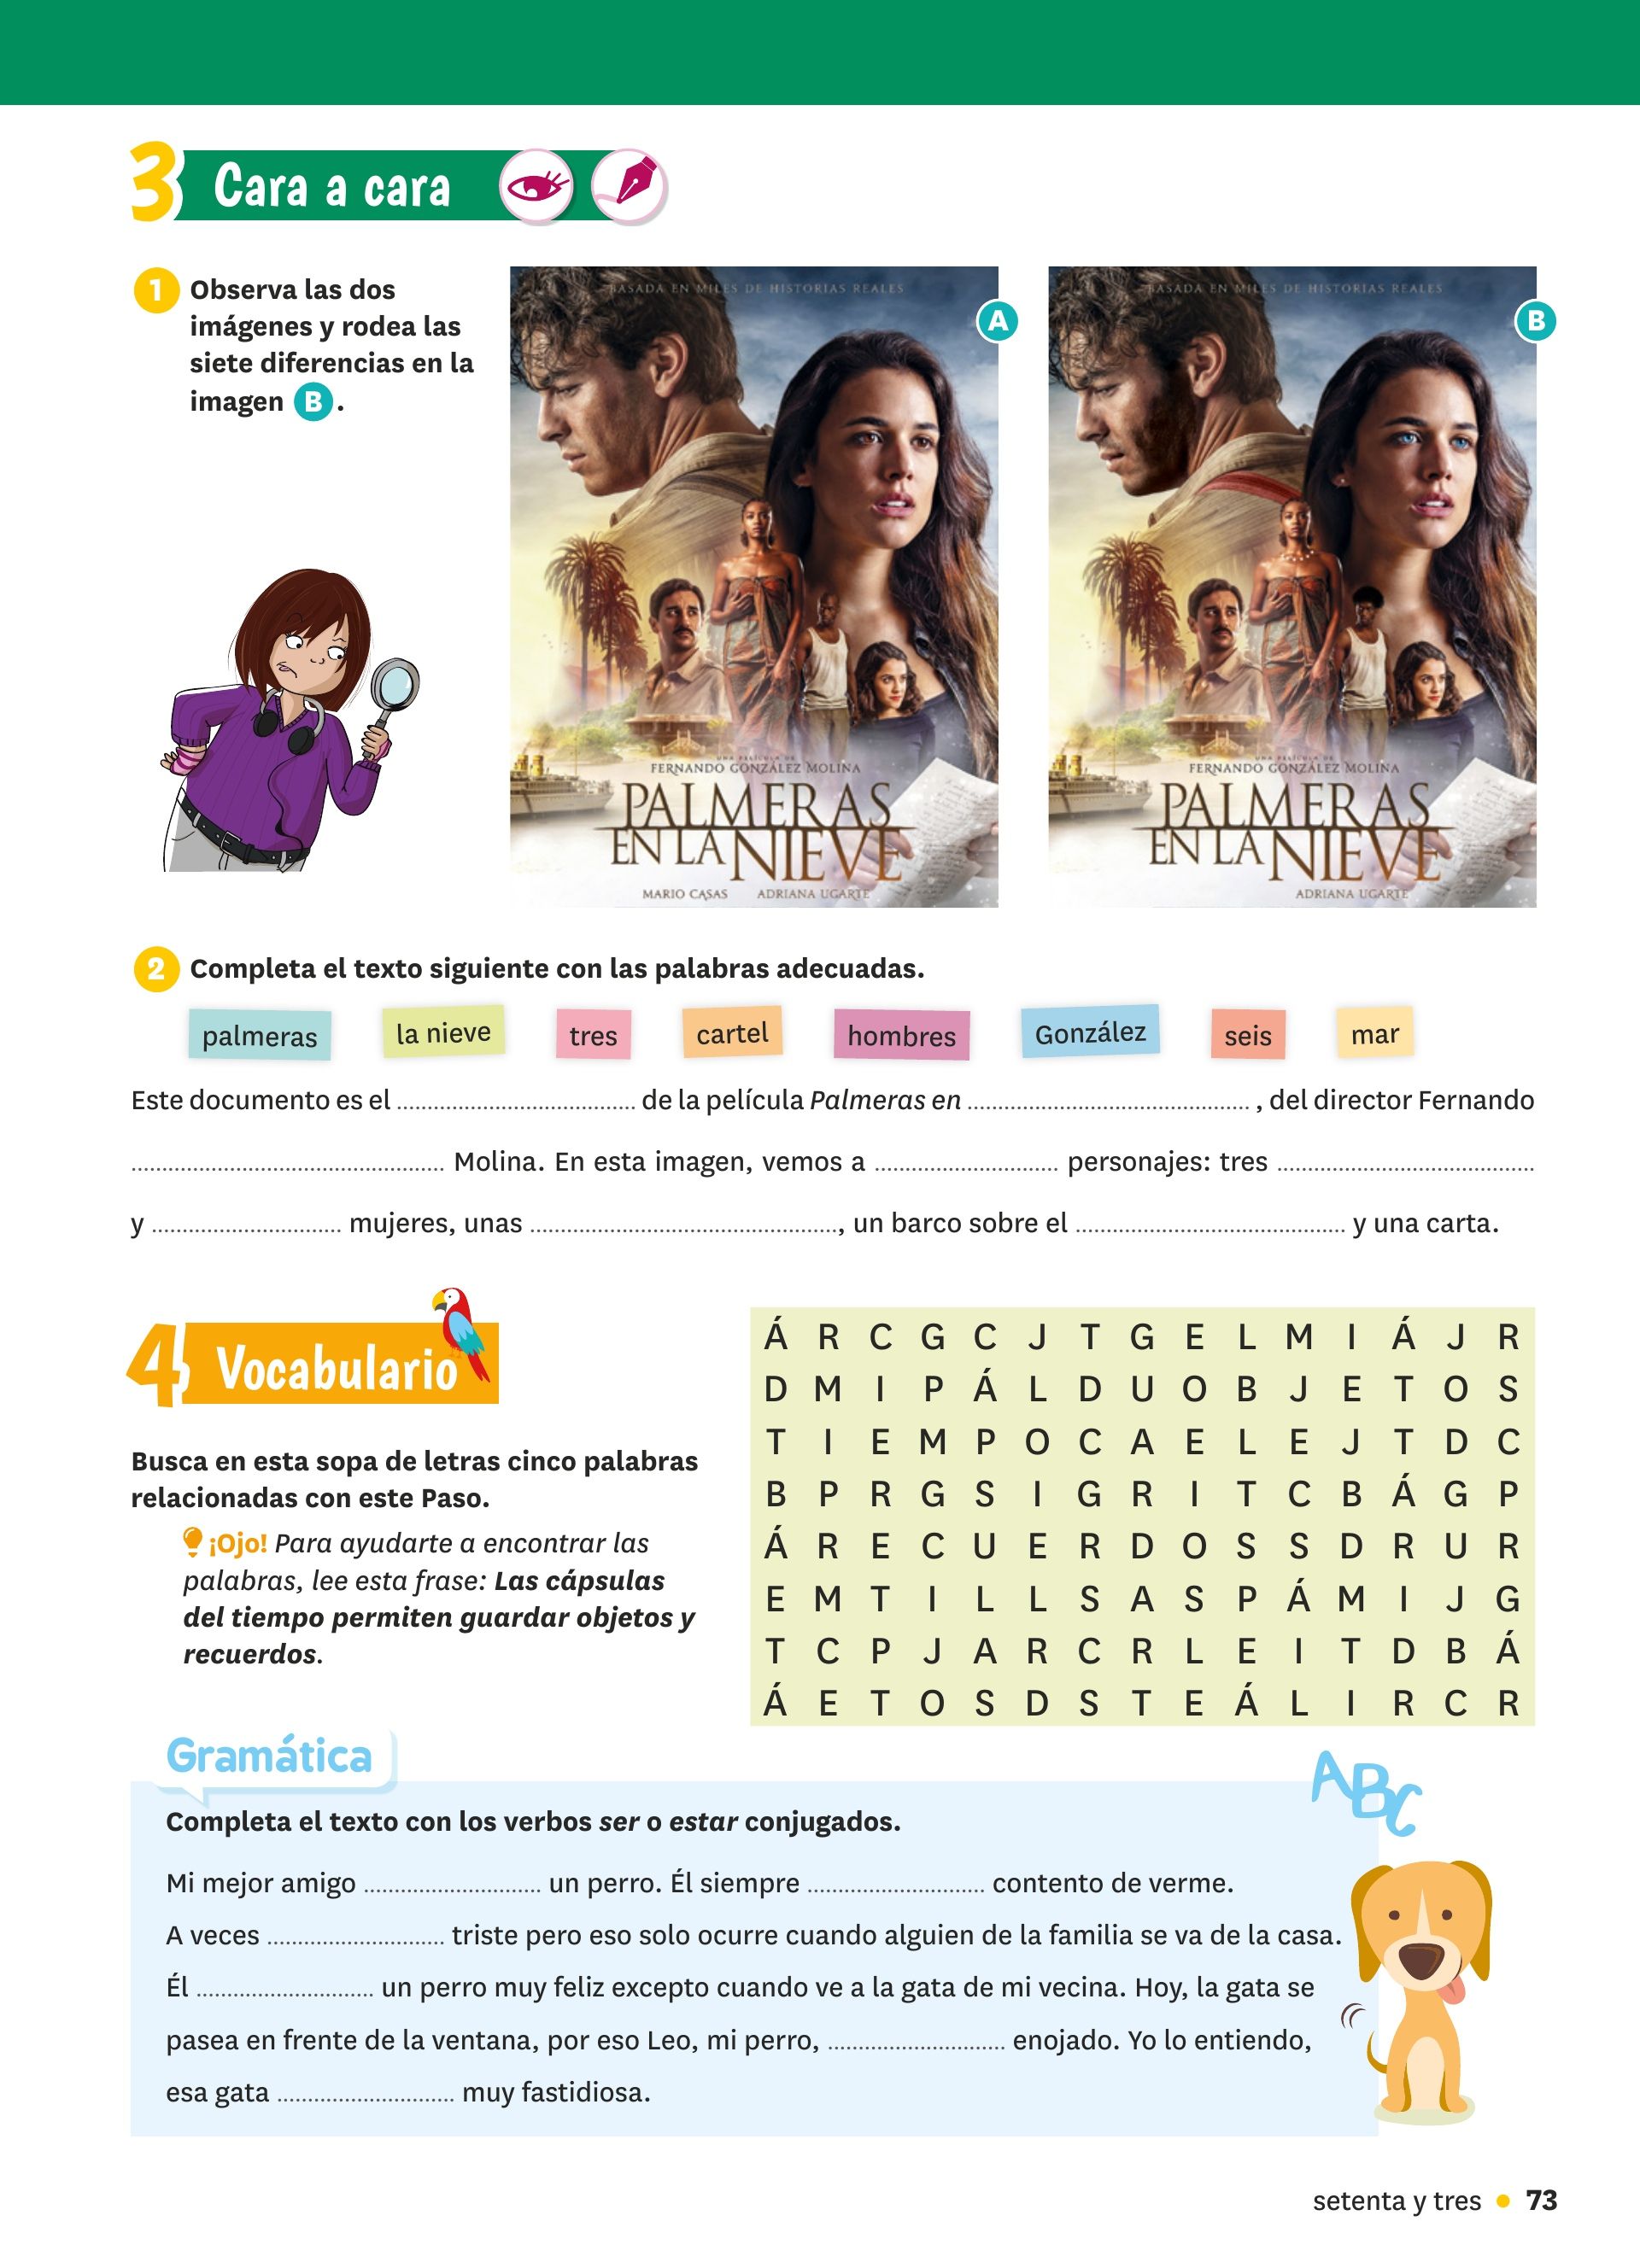 3 Cara a cara
1 Observa las dos
imágenes y rodea las
siete diferencias en la
imagen B.
BASADA EN MILES DE HISTORIAS REALES
A
UNA PELÍCULA DE
FERNANDO GONZÁLEZ MOLINA
PALMERAS
EN LA NIEVE
MARIO CASAS ADRIANA UGARTE
BASADA EN MILES DE HISTORIAS REALES
B
UNA PELÍCULA DE
FERNANDO GONZÁLEZ MOLINA
PALMERAS
EN LA NIEVE
ADRIANA UGARTE
2 Completa el texto siguiente con las palabras adecuadas.
palmeras la nieve tres cartel hombres González seis mar
Este documento es el ............................... de la película Palmeras en ..................................... , del director Fernando
......................................... Molina. En esta imagen, vemos a ........................ personajes: tres .................................
y ......................... mujeres, unas ........................................, un barco sobre el ................................... y una carta.
4 Vocabulario
Busca en esta sopa de letras cinco palabras
relacionadas con este Paso.
¡Ojo! Para ayudarte a encontrar las
palabras, lee esta frase: Las cápsulas
del tiempo permiten guardar objetos y
recuerdos.
Á R C G C J T G E L M I Á J R
D M I P Á L D U O B J E T O S
T I E M P O C A E L E J T D C
B P R G S I G R I T C B Á G P
Á R E C U E R D O S S D R U R
E M T I L L S A S P Á M I J G
T C P J A R C R L E I T D B Á
Á E T O S D S T E Á L I R C R
Gramática
ABC
Completa el texto con los verbos ser o estar conjugados.
Mi mejor amigo ............................. un perro. Él siempre ............................. contento de verme.
A veces ............................. triste pero eso solo ocurre cuando alguien de la familia se va de la casa.
Él ............................. un perro muy feliz excepto cuando ve a la gata de mi vecina. Hoy, la gata se
pasea en frente de la ventana, por eso Leo, mi perro, ............................. enojado. Yo lo entiendo,
esa gata ............................. muy fastidiosa.
setenta y tres • 73